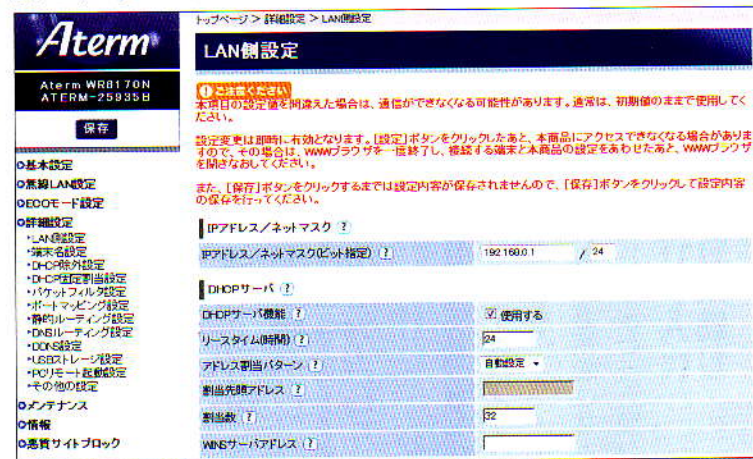 トップページ > 詳細設定 > LAN側設定
Aterm
LAN側設定
Aterm WR8170N
ATERM-25935B
保存
ご注意ください
本項目の設定値を間違えた場合は、通信ができなくなる可能性があります。通常は、初期値のままで使用してください。
設定変更は即時に有効となります。[設定]ボタンをクリックしたあと、本商品にアクセスできなくなる場合がありますので、その場合は、WWWブラウザを一度終了し、接続する端末と本商品の設定をあわせたあと、WWWブラウザを開きなおしてください。
また、[保存]ボタンをクリックするまでは設定内容が保存されませんので、[保存]ボタンをクリックして設定内容の保存を行ってください。
基本設定
無線LAN設定
ECOモード設定
詳細設定
・LAN側設定
・端末名設定
・DHCP除外設定
・DHCP固定割当設定
・パケットフィルタ設定
・ポートマッピング設定
・静的ルーティング設定
・DNSルーティング設定
・DDNS設定
・USBストレージ設定
・PCリモート起動設定
・その他の設定
メンテナンス
情報
悪質サイトブロック
IPアドレス/ネットマスク ?
IPアドレス/ネットマスク(ビット指定) ? 192.168.0.1 / 24
DHCPサーバ ?
DHCPサーバ機能 ? 使用する
リースタイム(時間) ? 24
アドレス割当パターン ? 自動設定
割当先頭アドレス ?
割当数 ? 32
WINSサーバアドレス ?